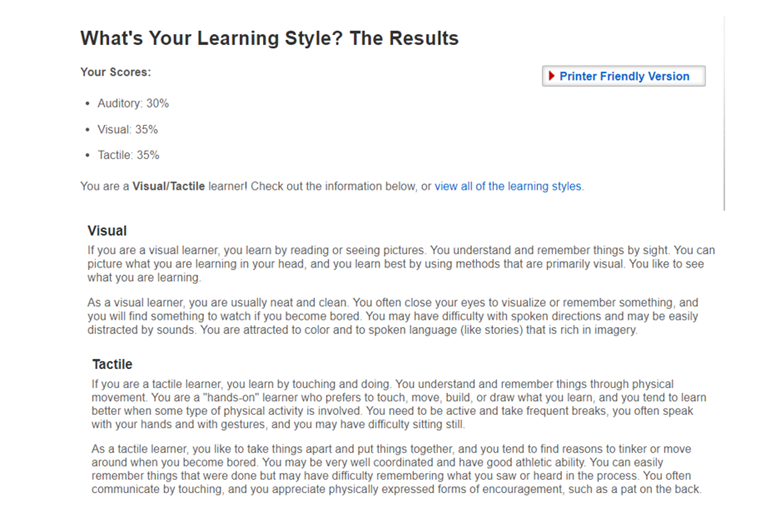 What's Your Learning Style? The Results
Your Scores:
Printer Friendly Version
• Auditory: 30%
• Visual: 35%
• Tactile: 35%
You are a Visual/Tactile learner! Check out the information below, or view all of the learning styles.
Visual
If you are a visual learner, you learn by reading or seeing pictures. You understand and remember things by sight. You can
picture what you are learning in your head, and you learn best by using methods that are primarily visual. You like to see
what you are learning.
As a visual learner, you are usually neat and clean. You often close your eyes to visualize or remember something, and
you will find something to watch if you become bored. You may have difficulty with spoken directions and may be easily
distracted by sounds. You are attracted to color and to spoken language (like stories) that is rich in imagery.
Tactile
If you are a tactile learner, you learn by touching and doing. You understand and remember things through physical
movement. You are a "hands-on" learner who prefers to touch, move, build, or draw what you learn, and you tend to learn
better when some type of physical activity is involved. You need to be active and take frequent breaks, you often speak
with your hands and with gestures, and you may have difficulty sitting still.
As a tactile learner, you like to take things apart and put things together, and you tend to find reasons to tinker or move
around when you become bored. You may be very well coordinated and have good athletic ability. You can easily
remember things that were done but may have difficulty remembering what you saw or heard in the process. You often
communicate by touching, and you appreciate physically expressed forms of encouragement, such as a pat on the back.